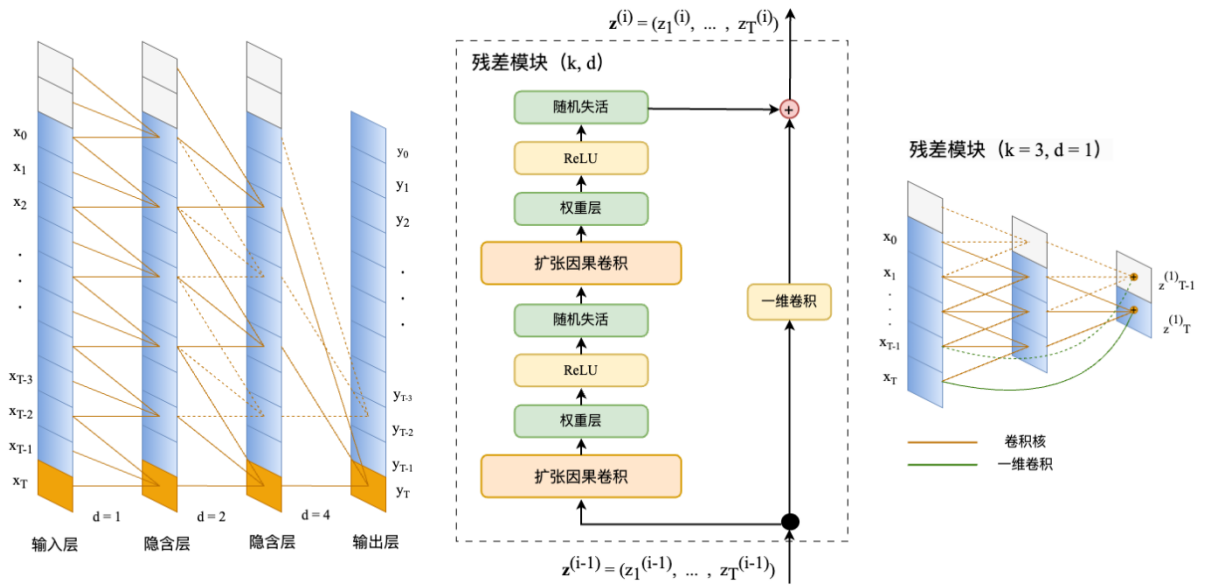 x0
x1
x2
.
.
.
xT-3
xT-2
xT-1
xT
y0
y1
y2
.
.
.
yT-3
yT-2
yT-1
yT
d = 1
d = 2
d = 4
输入层
隐含层
隐含层
输出层
z(i) = (z1(i), ... , zT(i))
残差模块（k, d）
随机失活
ReLU
权重层
扩张因果卷积
随机失活
ReLU
权重层
扩张因果卷积
+
一维卷积
z(i-1) = (z1(i-1), ... , zT(i-1))
残差模块（k = 3, d = 1）
x0
x1
.
.
xT-1
xT
+
+
z(1)T-1
z(1)T
卷积核
一维卷积